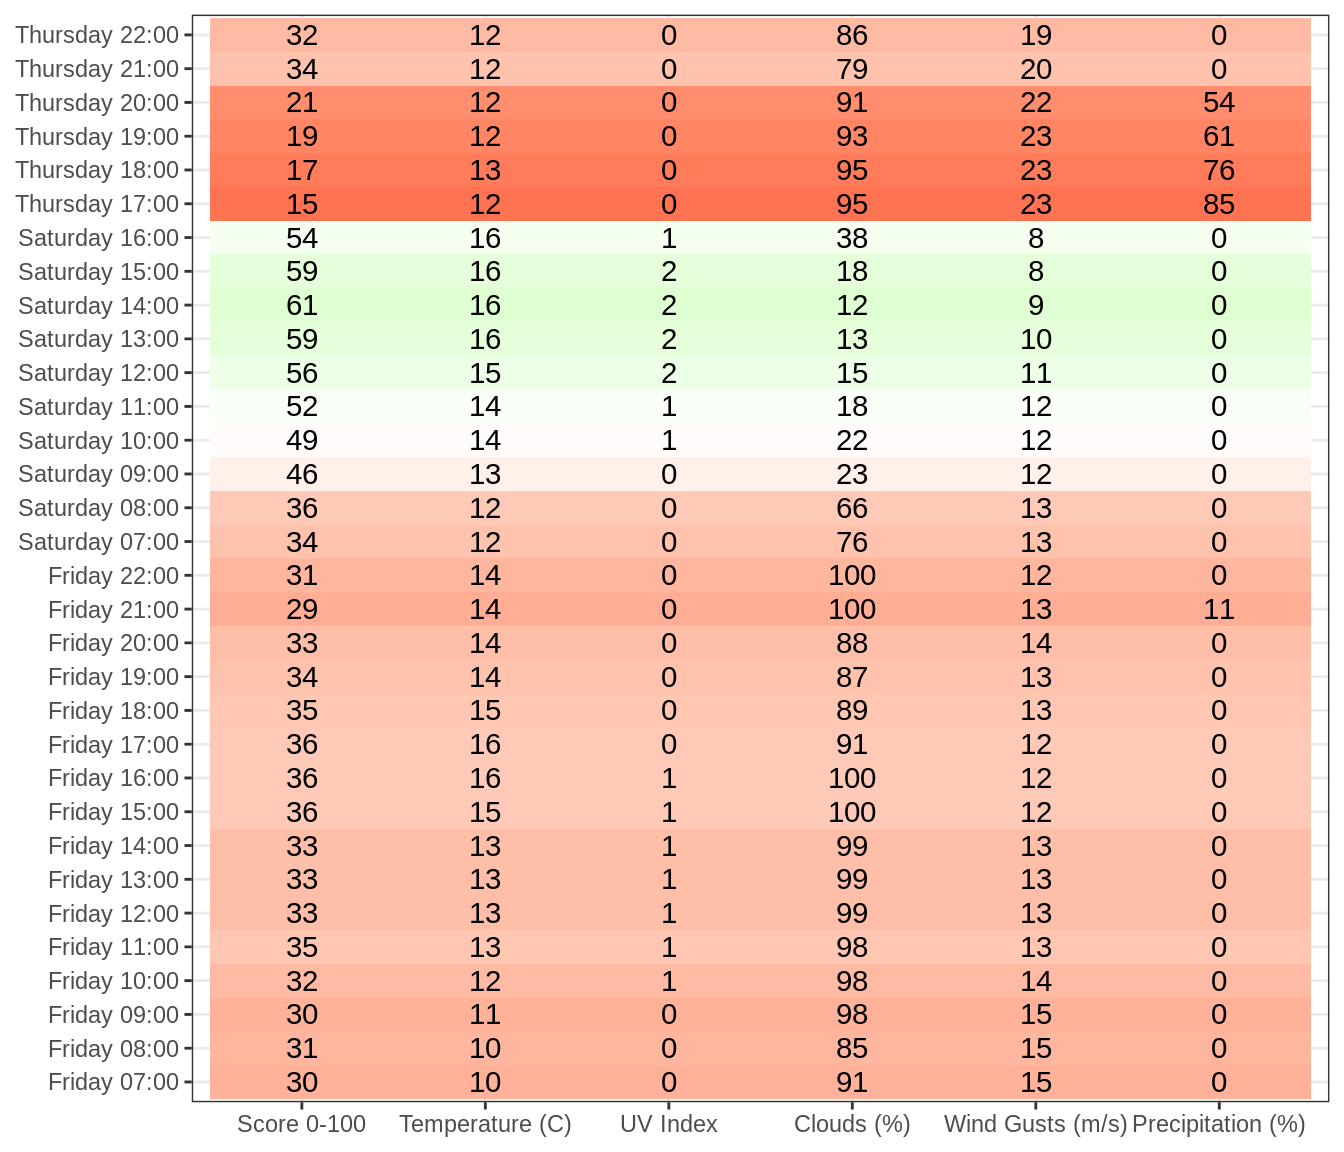 Thursday 22:00 32 12 0 86 19 0
Thursday 21:00 34 12 0 79 20 0
Thursday 20:00 21 12 0 91 22 54
Thursday 19:00 19 12 0 93 23 61
Thursday 18:00 17 13 0 95 23 76
Thursday 17:00 15 12 0 95 23 85
Saturday 16:00 54 16 1 38 8 0
Saturday 15:00 59 16 2 18 8 0
Saturday 14:00 61 16 2 12 9 0
Saturday 13:00 59 16 2 13 10 0
Saturday 12:00 56 15 2 15 11 0
Saturday 11:00 52 14 1 18 12 0
Saturday 10:00 49 14 1 22 12 0
Saturday 09:00 46 13 0 23 12 0
Saturday 08:00 36 12 0 66 13 0
Saturday 07:00 34 12 0 76 13 0
Friday 22:00 31 14 0 100 12 0
Friday 21:00 29 14 0 100 13 11
Friday 20:00 33 14 0 88 14 0
Friday 19:00 34 14 0 87 13 0
Friday 18:00 35 15 0 89 13 0
Friday 17:00 36 16 0 91 12 0
Friday 16:00 36 16 1 100 12 0
Friday 15:00 36 15 1 100 12 0
Friday 14:00 33 13 1 99 13 0
Friday 13:00 33 13 1 99 13 0
Friday 12:00 33 13 1 99 13 0
Friday 11:00 35 13 1 98 13 0
Friday 10:00 32 12 1 98 14 0
Friday 09:00 30 11 0 98 15 0
Friday 08:00 31 10 0 85 15 0
Friday 07:00 30 10 0 91 15 0
Score 0-100 Temperature (C) UV Index Clouds (%) Wind Gusts (m/s) Precipitation (%)